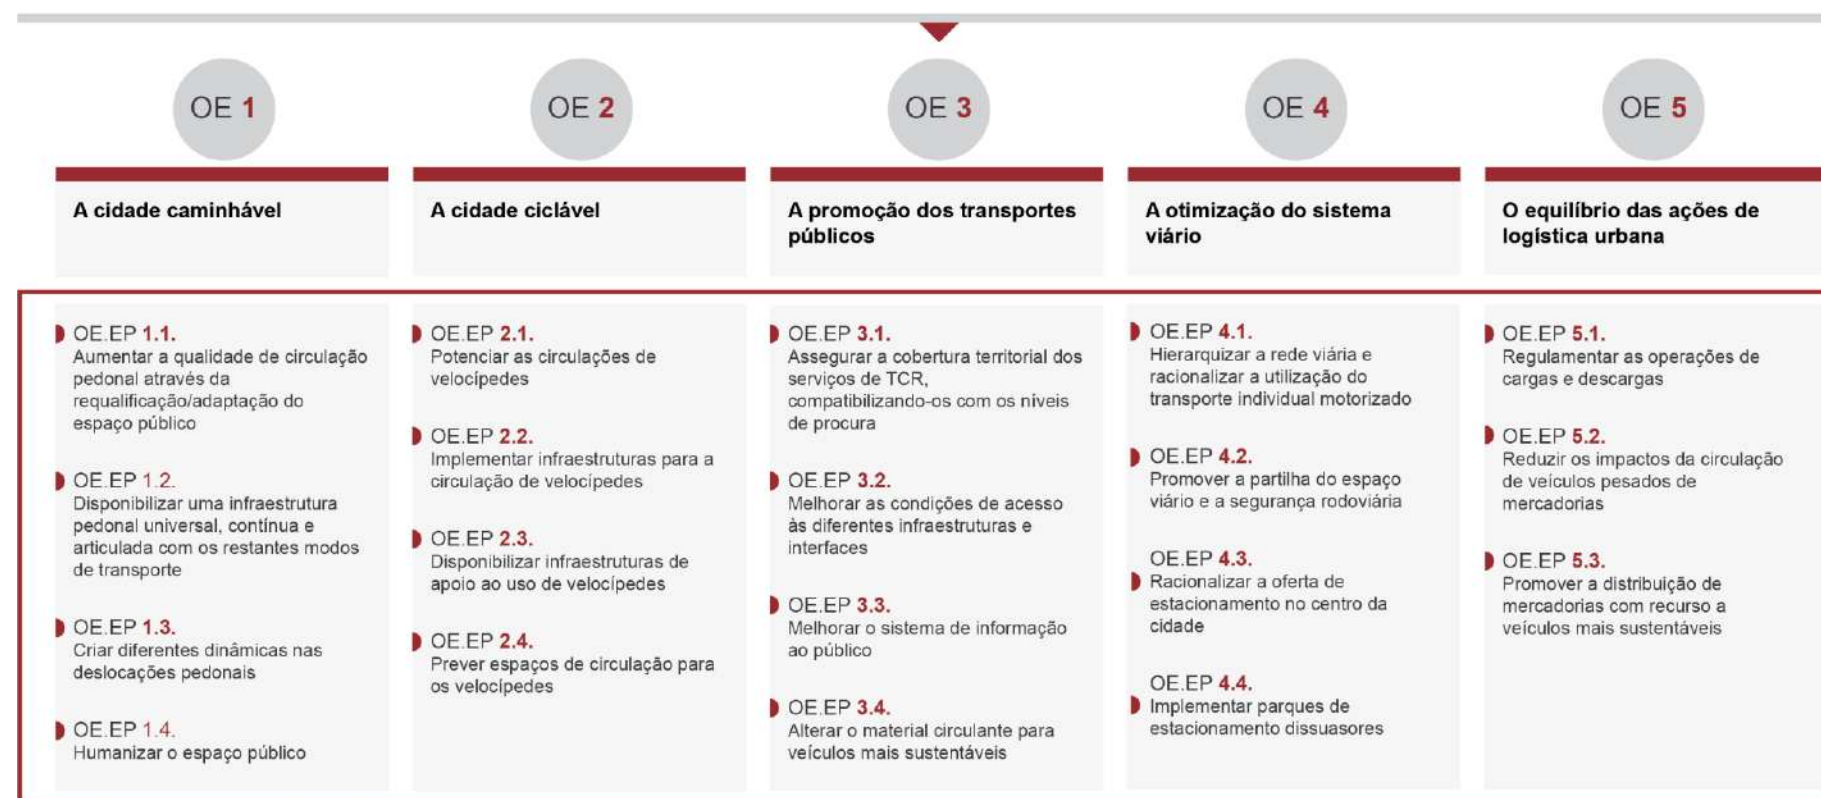 OE 1
A cidade caminhável
OE.EP 1.1.
Aumentar a qualidade de circulação
pedonal através da
requalificação/adaptação do
espaço público
OE.EP 1.2.
Disponibilizar uma infraestrutura
pedonal universal, contínua e
articulada com os restantes modos
de transporte
OE.EP 1.3.
Criar diferentes dinâmicas nas
deslocações pedonais
OE.EP 1.4.
Humanizar o espaço público
OE 2
A cidade ciclável
OE.EP 2.1.
Potenciar as circulações de
velocípedes
OE.EP 2.2.
Implementar infraestruturas para a
circulação de velocípedes
OE.EP 2.3.
Disponibilizar infraestruturas de
apoio ao uso de velocípedes
OE.EP 2.4.
Prever espaços de circulação para
os velocípedes
OE 3
A promoção dos transportes
públicos
OE.EP 3.1.
Assegurar a cobertura territorial dos
serviços de TCR,
compatibilizando-os com os níveis
de procura
OE.EP 3.2.
Melhorar as condições de acesso
às diferentes infraestruturas e
interfaces
OE.EP 3.3.
Melhorar o sistema de informação
ao público
OE.EP 3.4.
Alterar o material circulante para
veículos mais sustentáveis
OE 4
A otimização do sistema
viário
OE.EP 4.1.
Hierarquizar a rede viária e
racionalizar a utilização do
transporte individual motorizado
OE.EP 4.2.
Promover a partilha do espaço
viário e a segurança rodoviária
OE.EP 4.3.
Racionalizar a oferta de
estacionamento no centro da
cidade
OE.EP 4.4.
Implementar parques de
estacionamento dissuasores
OE 5
O equilíbrio das ações de
logística urbana
OE.EP 5.1.
Regulamentar as operações de
cargas e descargas
OE.EP 5.2.
Reduzir os impactos da circulação
de veículos pesados de
mercadorias
OE.EP 5.3.
Promover a distribuição de
mercadorias com recurso a
veículos mais sustentáveis